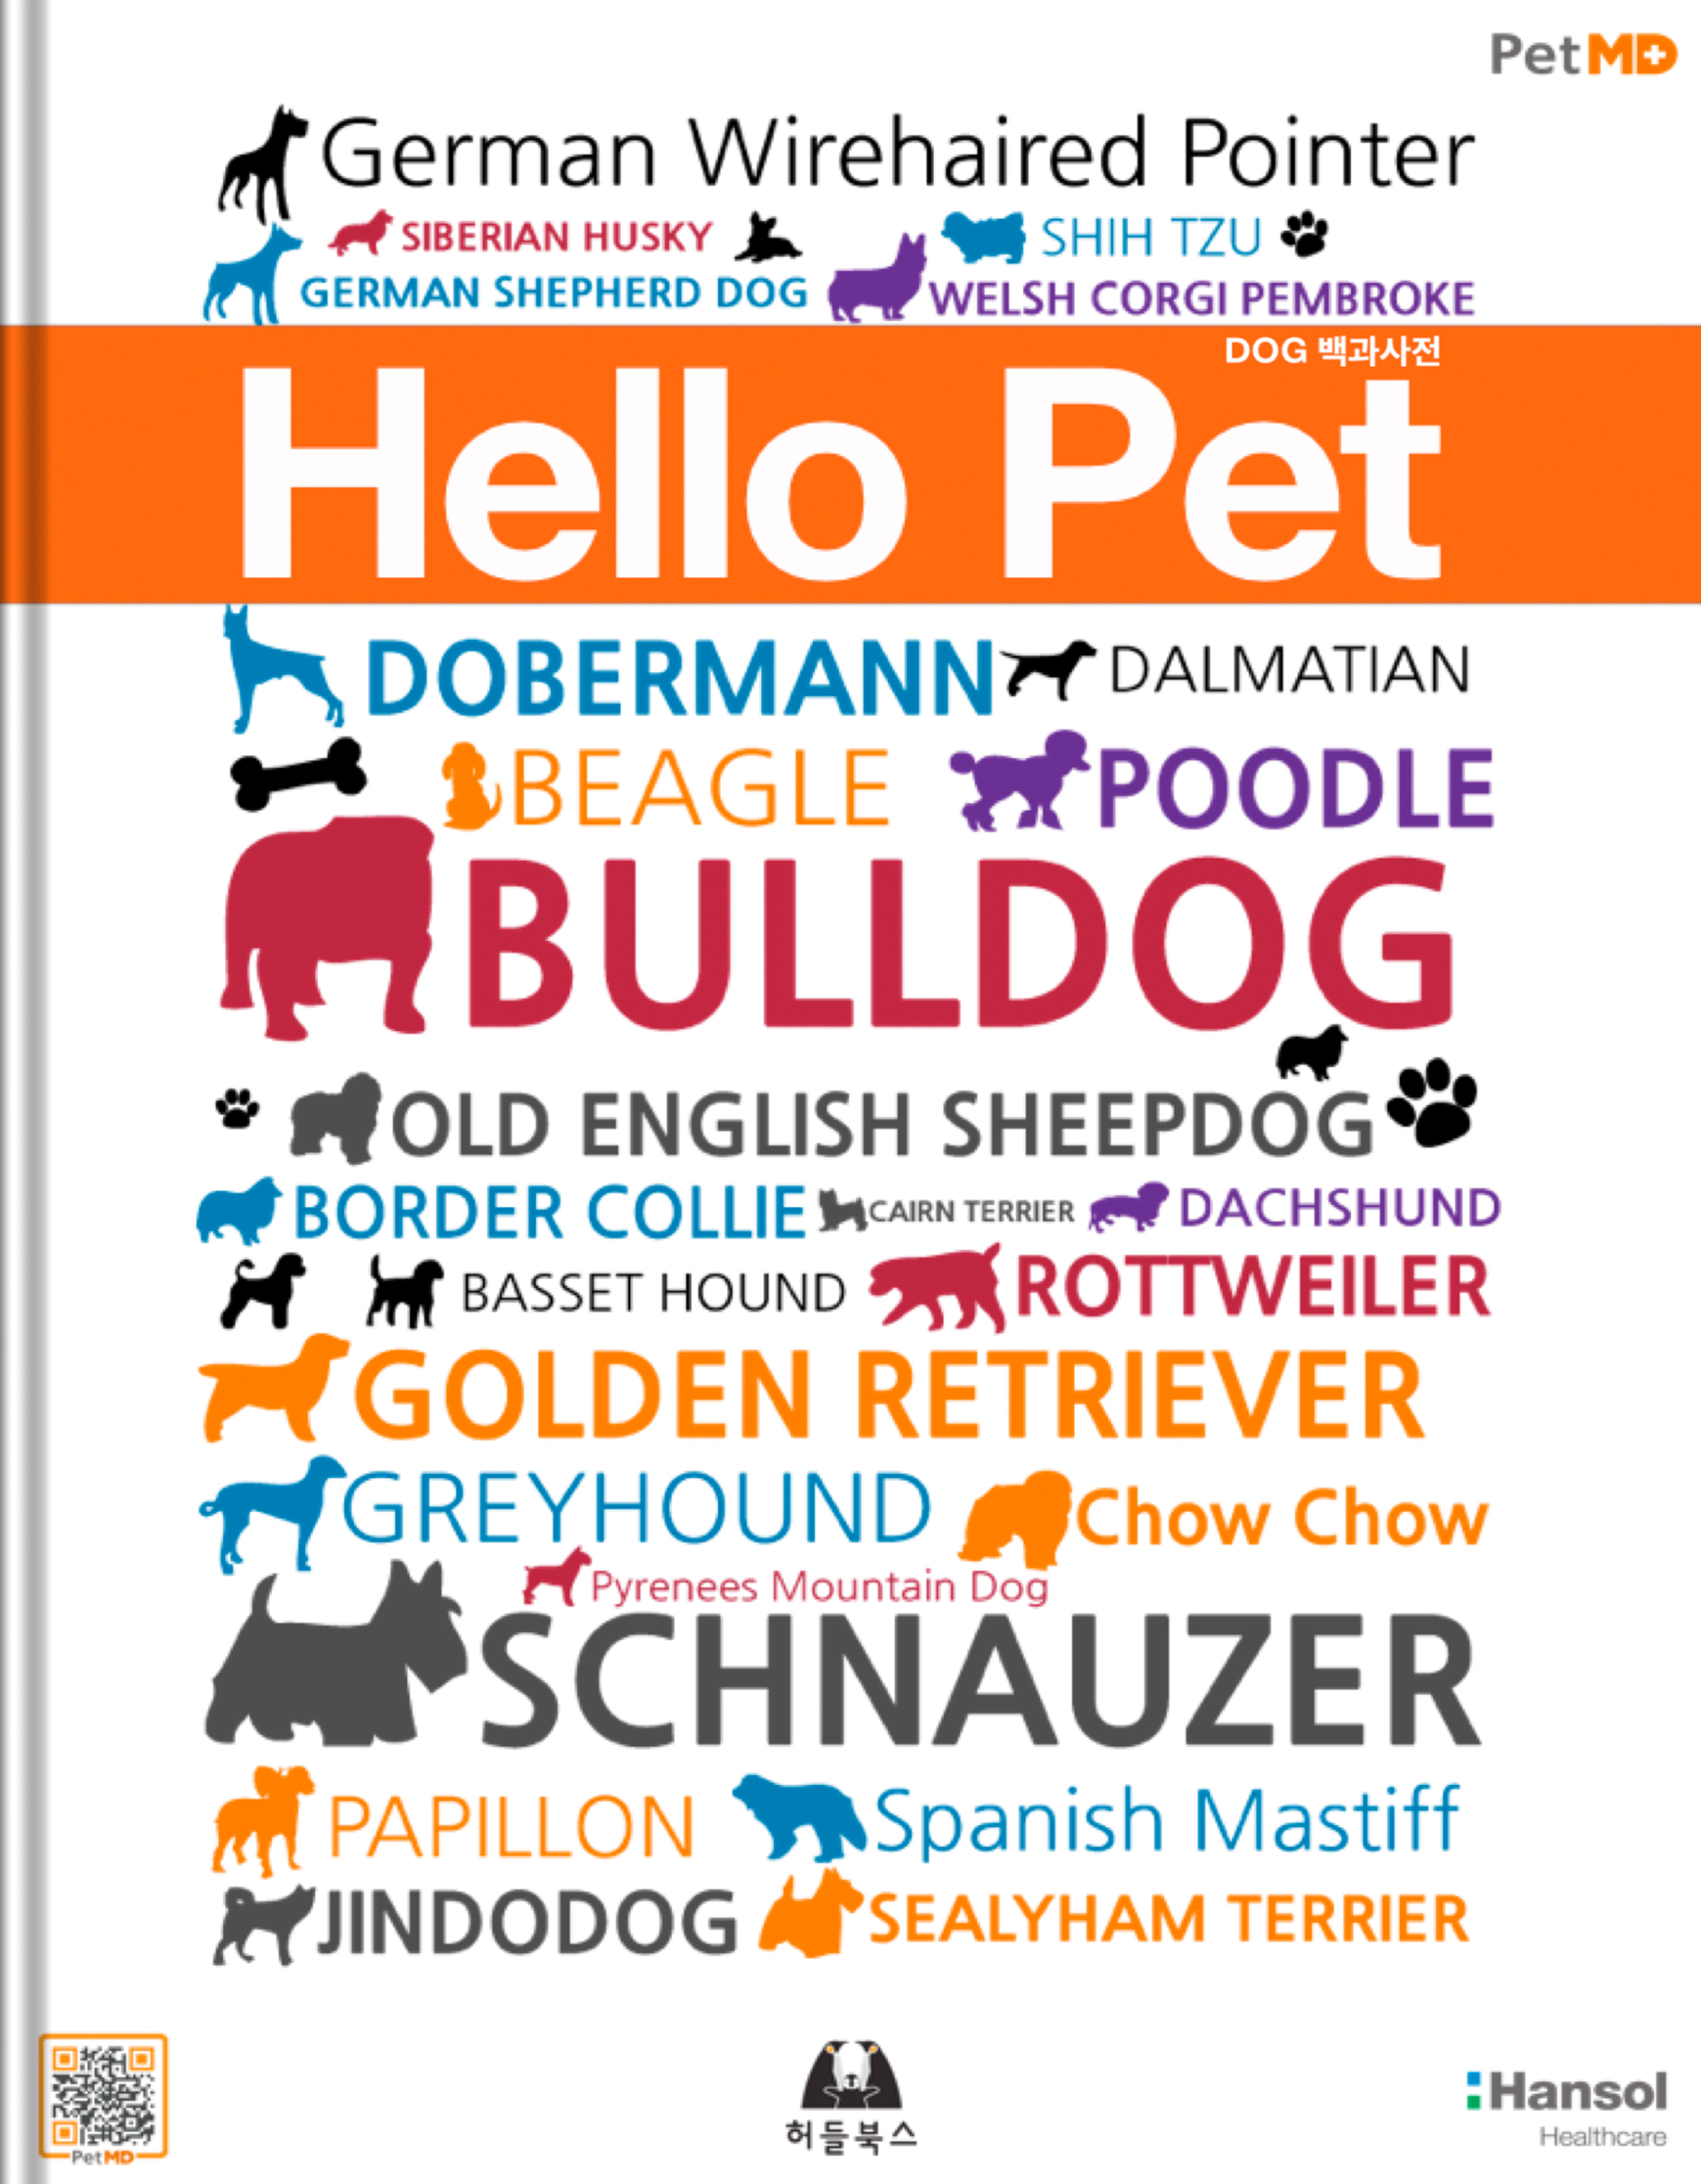 PetMD
German Wirehaired Pointer
SIBERIAN HUSKY SHIH TZU
GERMAN SHEPHERD DOG WELSH CORGI PEMBROKE
DOG 백과사전
Hello Pet
DOBERMANN DALMATIAN
BEAGLE POODLE
BULLDOG
OLD ENGLISH SHEEPDOG
BORDER COLLIE CAIRN TERRIER DACHSHUND
BASSET HOUND ROTTWEILER
GOLDEN RETRIEVER
GREYHOUND Chow Chow
Pyrenees Mountain Dog
SCHNAUZER
PAPILLON Spanish Mastiff
JINDODOG SEALYHAM TERRIER
PetMD
허들북스
Hansol
Healthcare